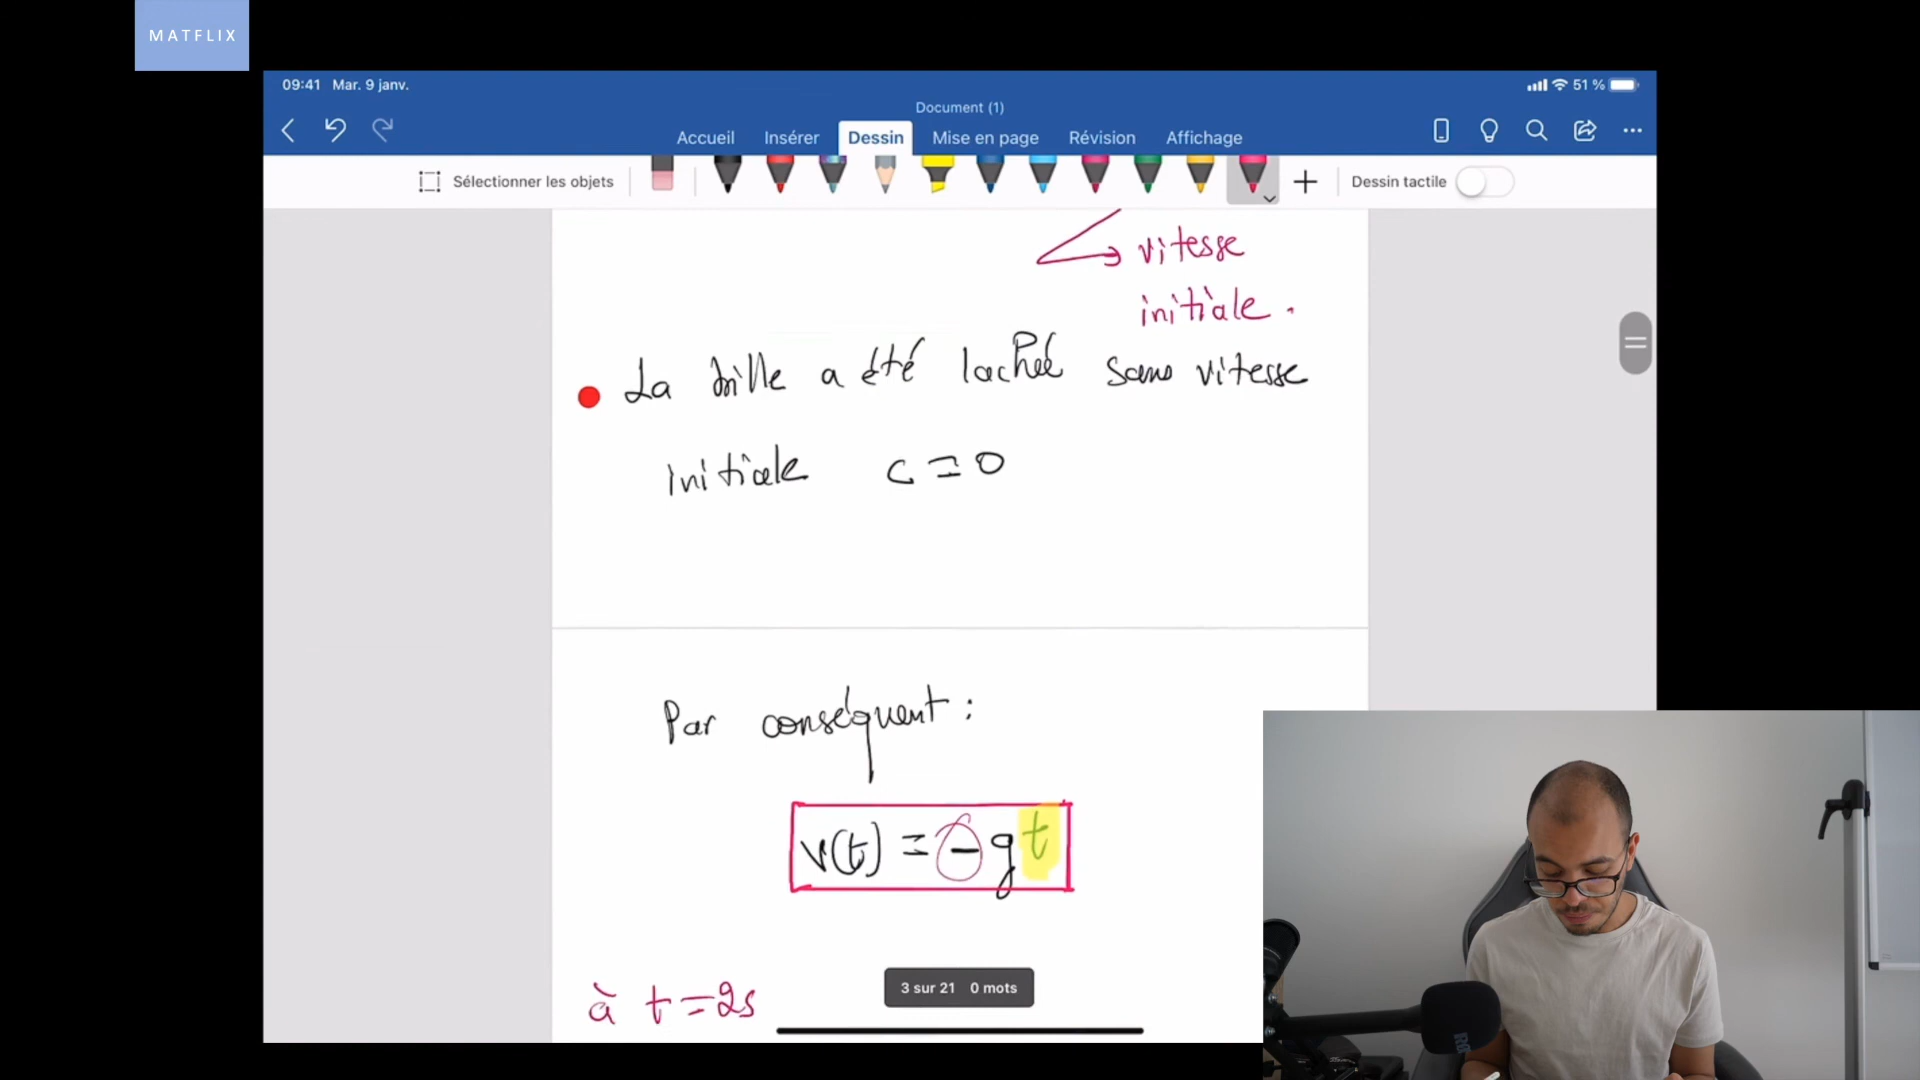 MATFLIX
09:41 Mar. 9 janv.
51 %
Document (1)
Accueil Insérer Dessin Mise en page Révision Affichage
Sélectionner les objets
Dessin tactile
vitesse
initiale.
La bille a été lachée sans vitesse
initiale c = 0
Par conséquent :
v(t) = - g t
à t = 2s
3 sur 21 0 mots